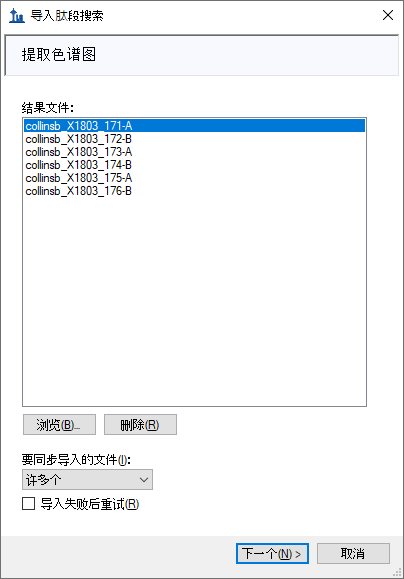 导入肽段搜索
提取色谱图
结果文件:
collinsb_X1803_171-A
collinsb_X1803_172-B
collinsb_X1803_173-A
collinsb_X1803_174-B
collinsb_X1803_175-A
collinsb_X1803_176-B
浏览(B)... 删除(R)
要同步导入的文件(I):
许多个
导入失败后重试(R)
下一个(N) > 取消